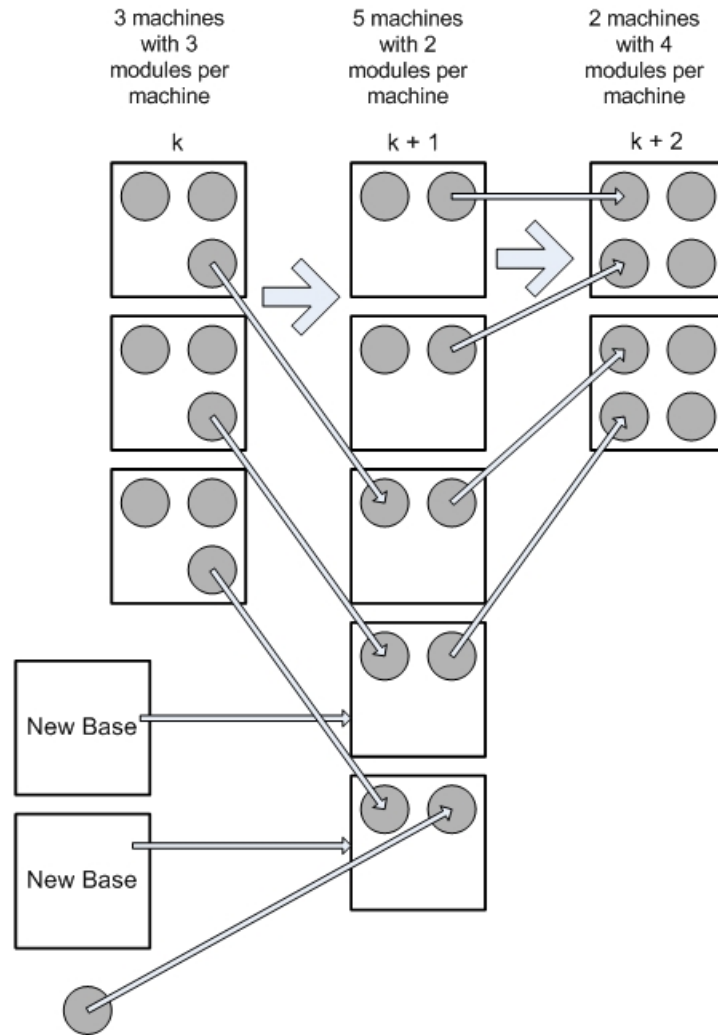 3 machines
with 3
modules per
machine
5 machines
with 2
modules per
machine
2 machines
with 4
modules per
machine
k
k + 1
k + 2
New Base
New Base